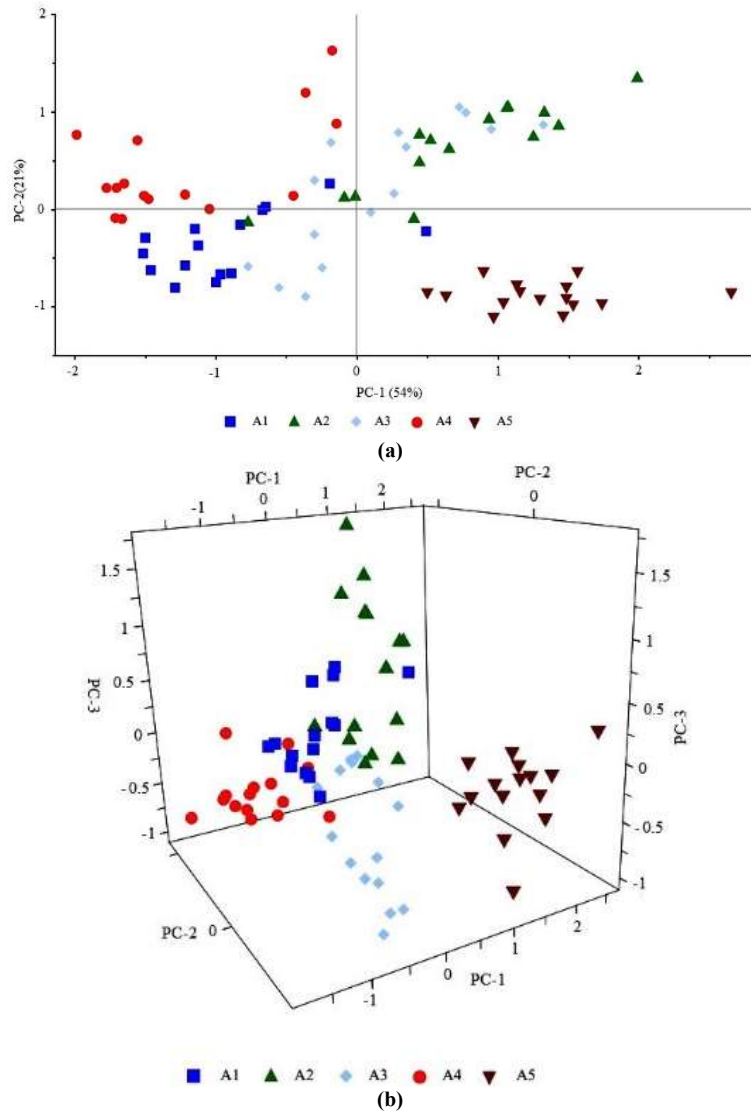 2
1
0
-1
PC-2(21%)
-2 -1 0 1 2
PC-1 (54%)
A1 A2 A3 A4 A5
(a)
PC-1 PC-2
-1 0 1 2 0
1.5 1.5
1 1
0.5 0.5
0 0
-0.5 -0.5
-1 -1
PC-3 PC-3
PC-2 0
-1 0 1 2
PC-1
A1 A2 A3 A4 A5
(b)